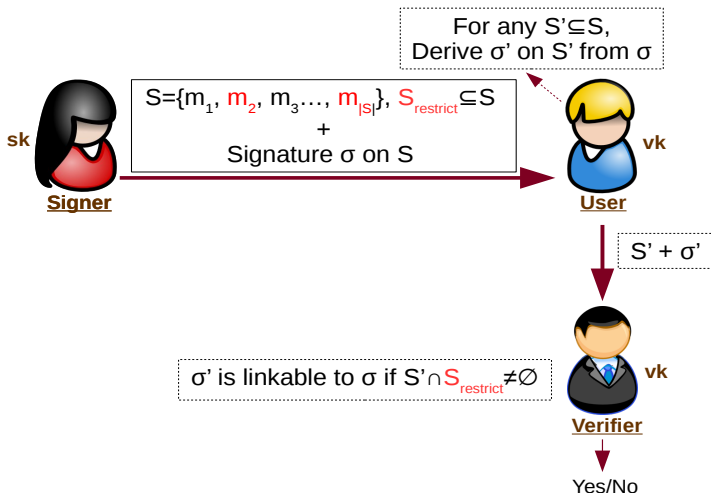 For any S’⊆S,
Derive σ’ on S’ from σ
S={m1, m2, m3…, m|S|}, Srestrict⊆S
+
Signature σ on S
sk
vk
Signer
User
S’ + σ’
σ’ is linkable to σ if S’∩Srestrict≠∅
vk
Verifier
Yes/No